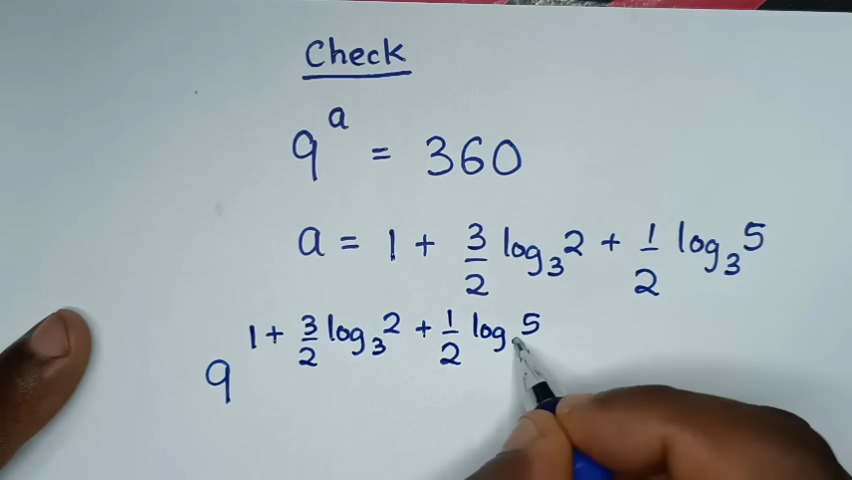 Check
9^a = 360
a = 1 + 3/2 log_3 2 + 1/2 log_3 5
9^(1 + 3/2 log_3 2 + 1/2 log 5)